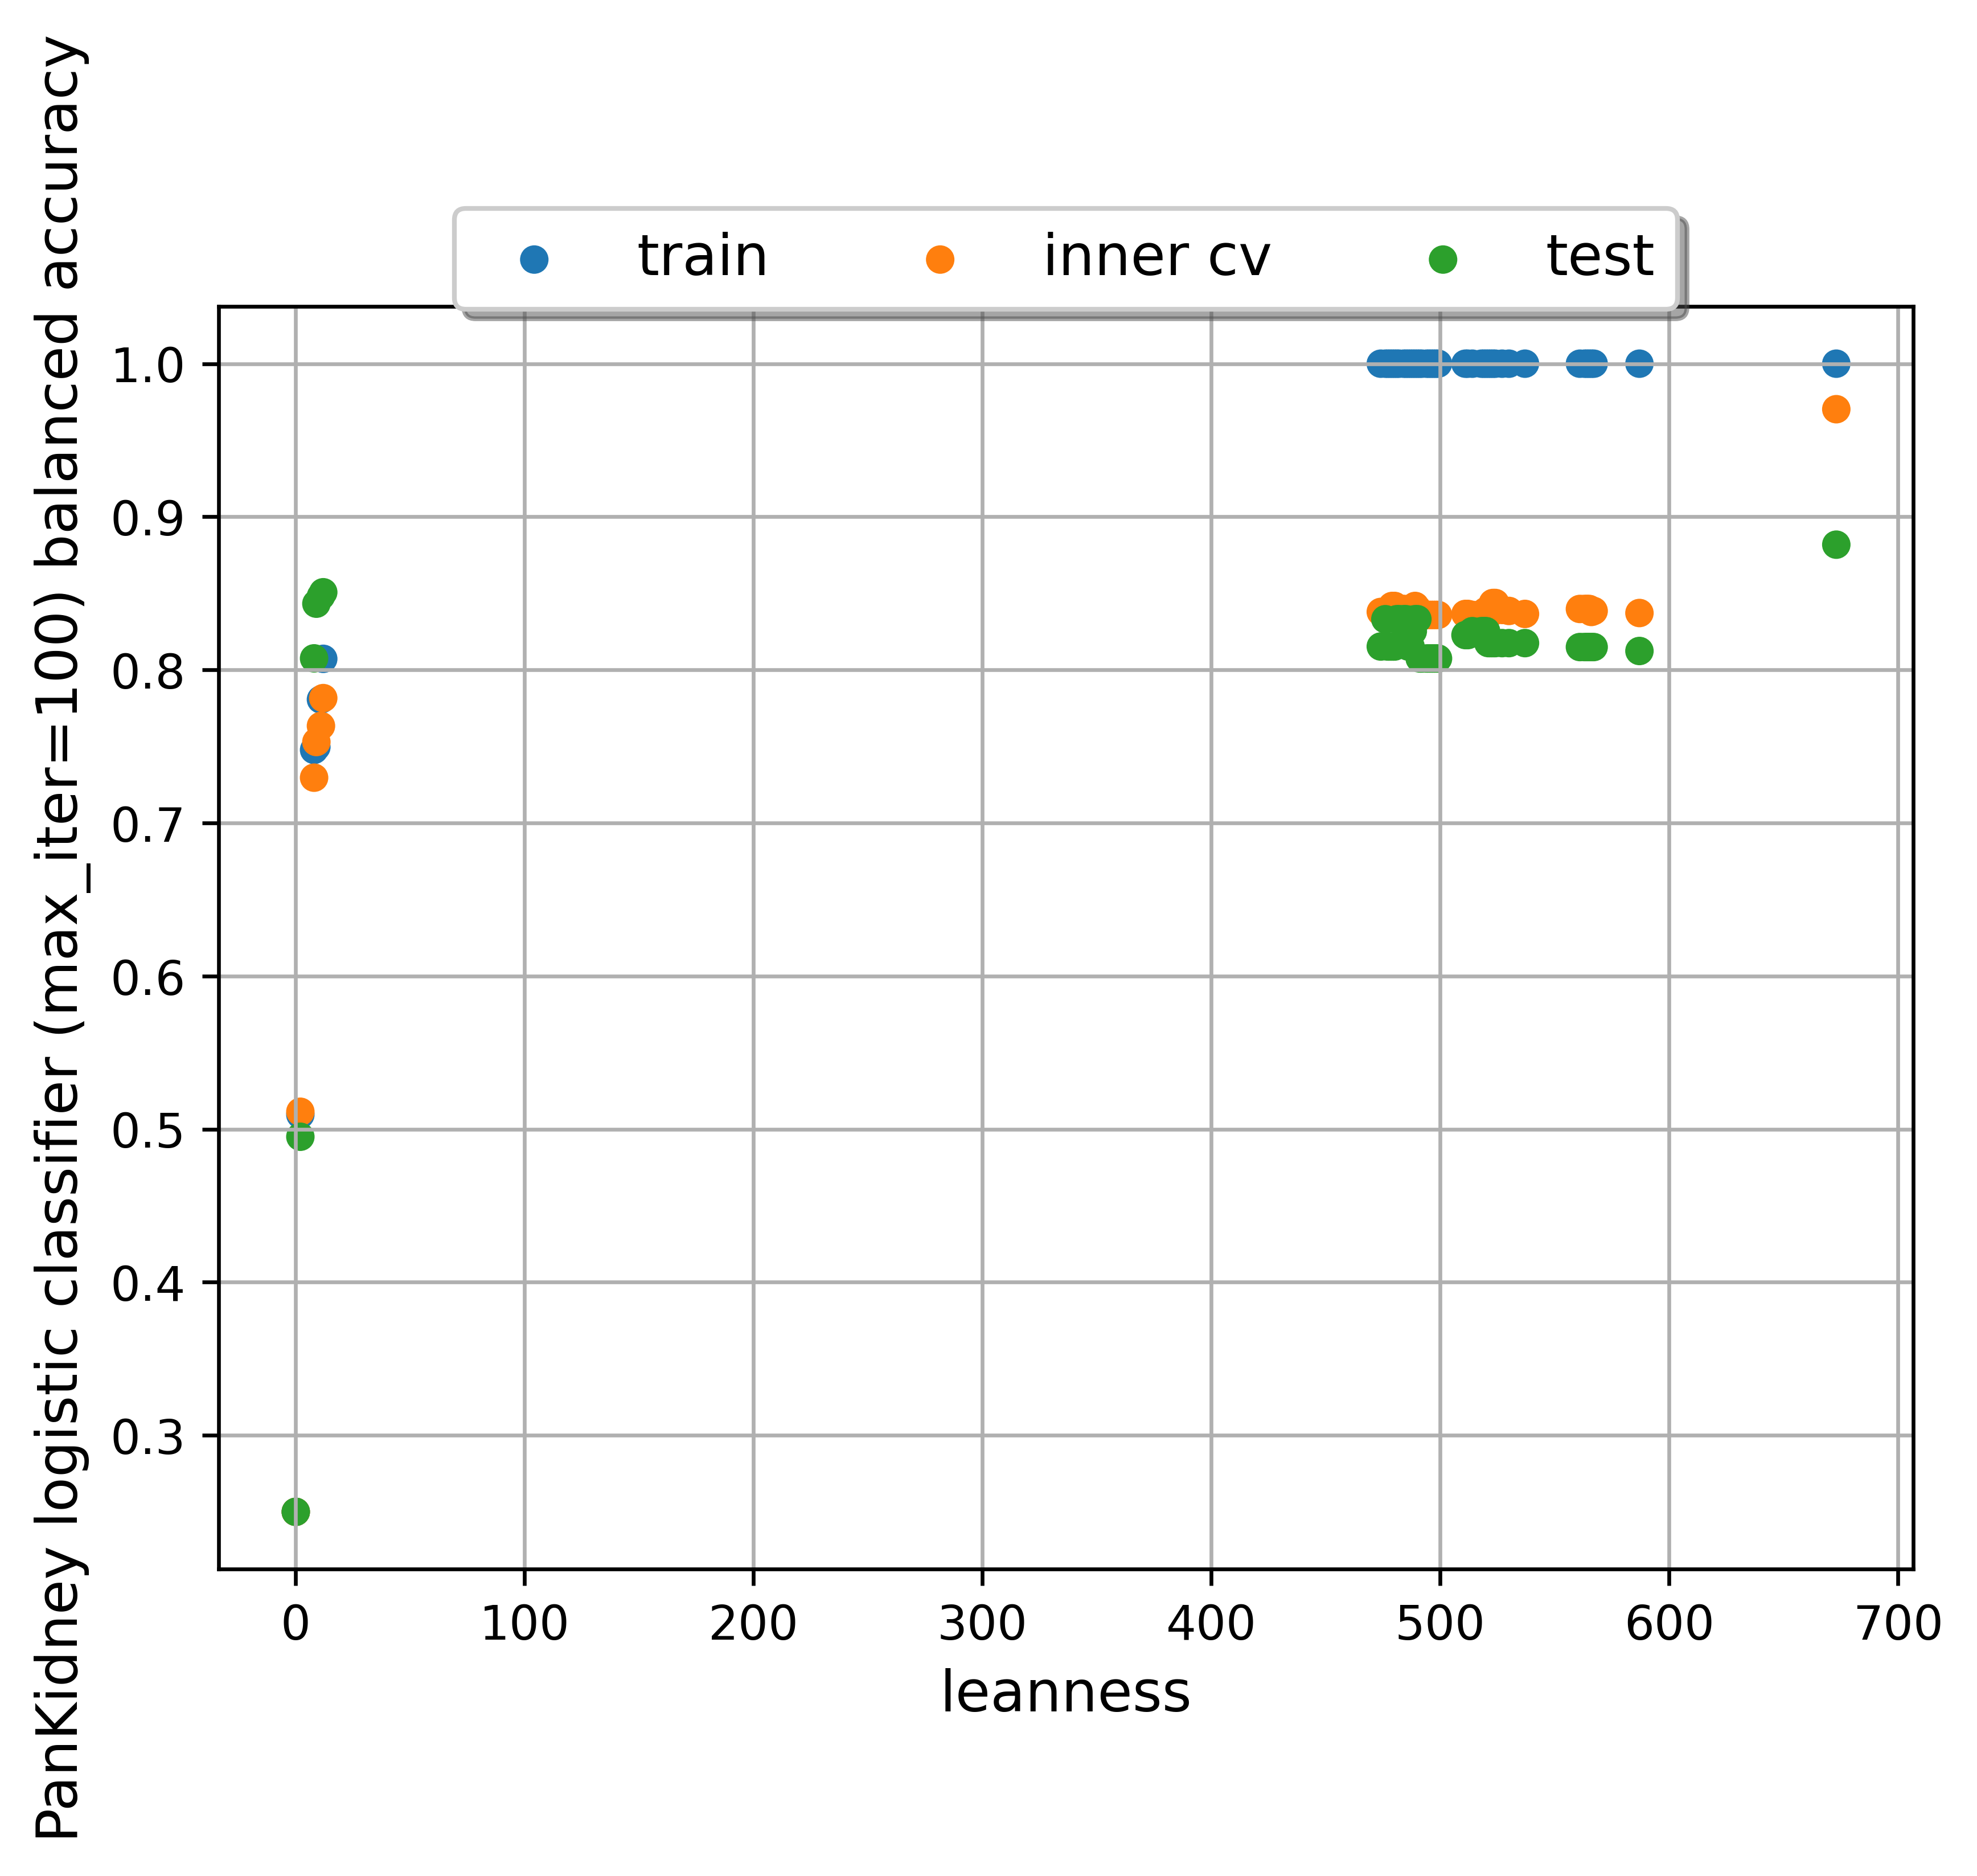 PanKidney logistic classifier (max_iter=100) balanced accuracy
train inner cv test
1.0
0.9
0.8
0.7
0.6
0.5
0.4
0.3
0 100 200 300 400 500 600 700
leanness